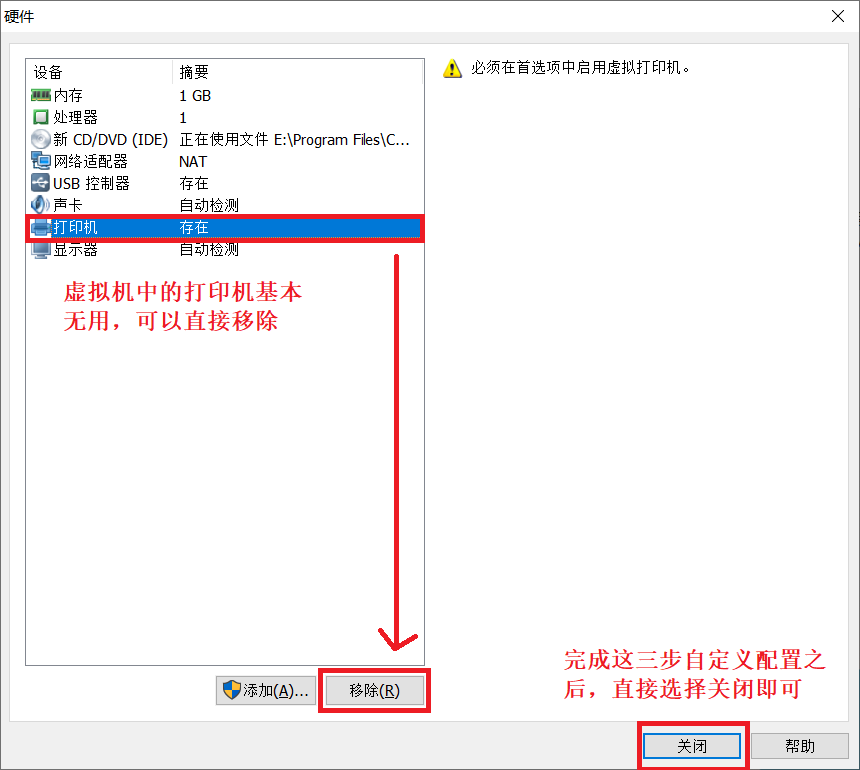 硬件
设备 摘要
内存 1 GB
处理器 1
新 CD/DVD (IDE) 正在使用文件 E:\Program Files\C...
网络适配器 NAT
USB 控制器 存在
声卡 自动检测
打印机 存在
显示器 自动检测
必须在首选项中启用虚拟打印机。
虚拟机中的打印机基本
无用，可以直接移除
添加(A)... 移除(R)
完成这三步自定义配置之
后，直接选择关闭即可
关闭 帮助